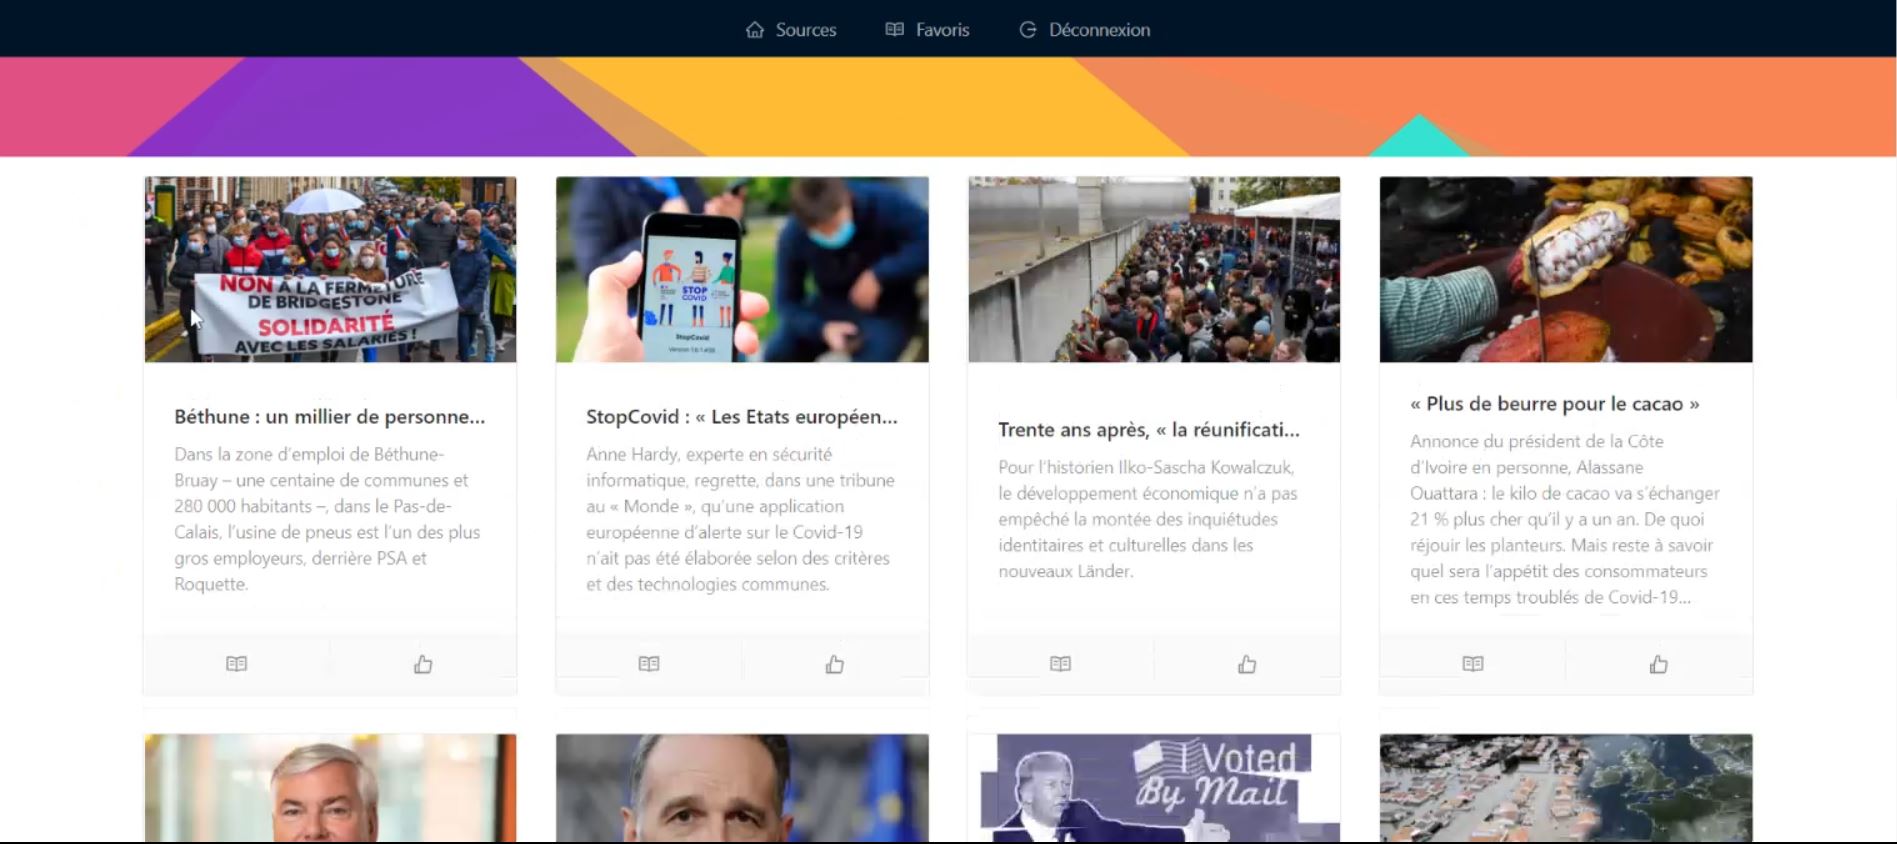 Sources
Favoris
Déconnexion
NON À LA FERMETURE
DE BRIDGESTONE
SOLIDARITÉ
AVEC LES SALARIÉS !
STOP
COVID
StopCovid
Béthune : un millier de personne...
Dans la zone d'emploi de Béthune-
Bruay – une centaine de communes et
280 000 habitants –, dans le Pas-de-
Calais, l'usine de pneus est l'un des plus
gros employeurs, derrière PSA et
Roquette.
StopCovid : « Les Etats européen...
Anne Hardy, experte en sécurité
informatique, regrette, dans une tribune
au « Monde », qu'une application
européenne d'alerte sur le Covid-19
n'ait pas été élaborée selon des critères
et des technologies communes.
Trente ans après, « la réunificati...
Pour l'historien Ilko-Sascha Kowalczuk,
le développement économique n'a pas
empêché la montée des inquiétudes
identitaires et culturelles dans les
nouveaux Länder.
« Plus de beurre pour le cacao »
Annonce du président de la Côte
d'Ivoire en personne, Alassane
Ouattara : le kilo de cacao va s'échanger
21 % plus cher qu'il y a un an. De quoi
réjouir les planteurs. Mais reste à savoir
quel sera l'appétit des consommateurs
en ces temps troublés de Covid-19...
I Voted
By Mail